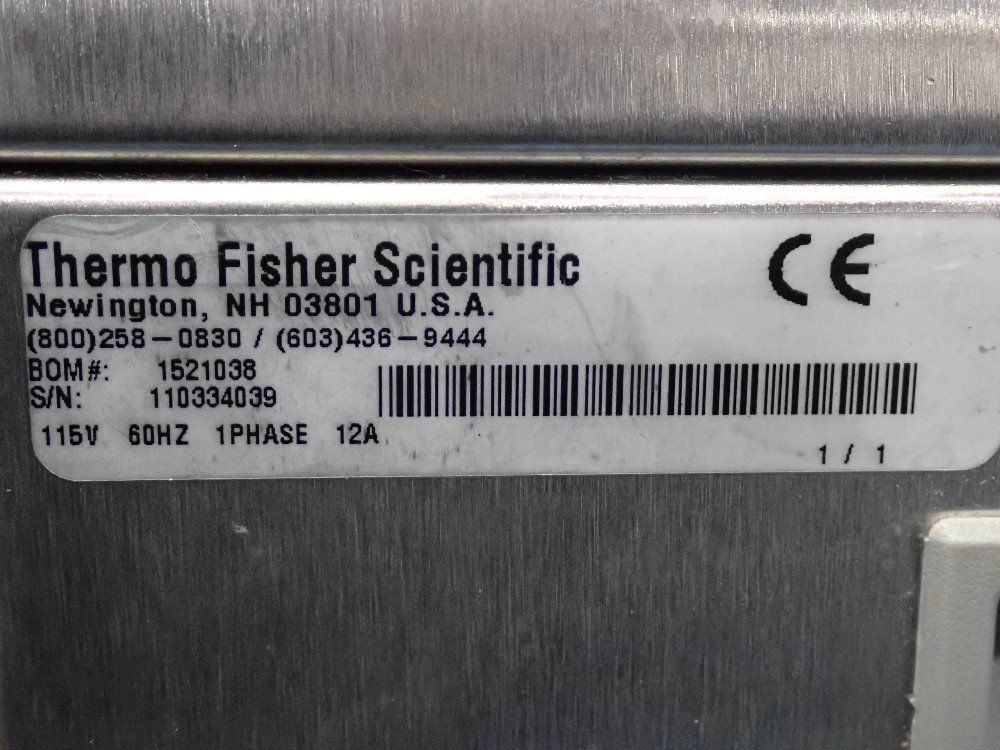 Thermo Fisher Scientific
CE
Newington, NH 03801 U.S.A.
(800)258-0830 / (603)436-9444
BOM#: 1521038
S/N: 110334039
115V 60HZ 1PHASE 12A
1 / 1